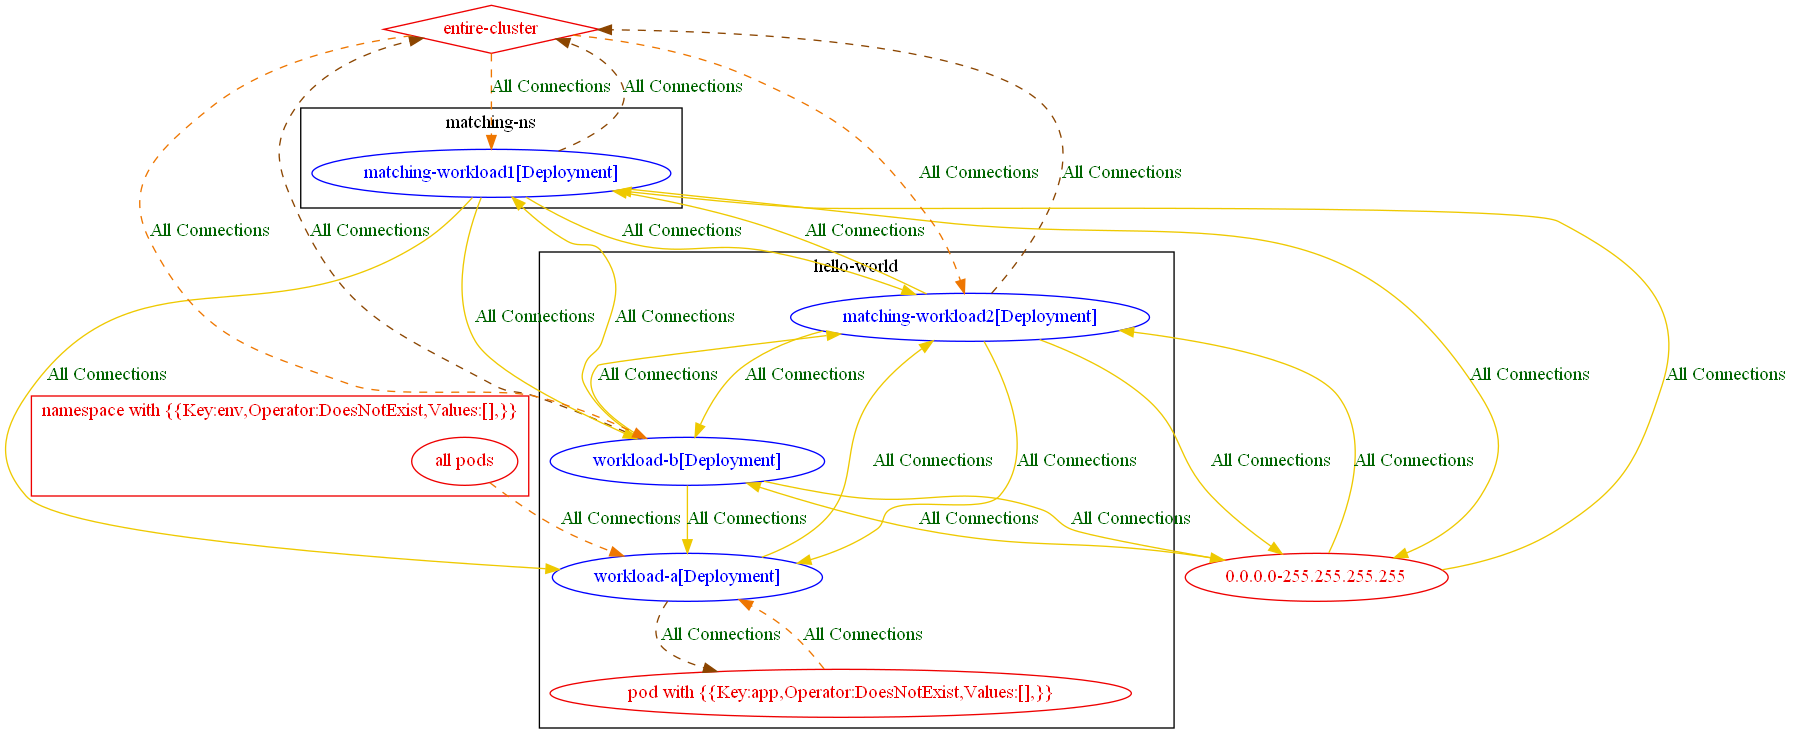 entire-cluster
All Connections
All Connections
matching-ns
matching-workload1[Deployment]
All Connections
All Connections
All Connections
All Connections
All Connections
All Connections
hello-world
matching-workload2[Deployment]
All Connections
All Connections
All Connections
All Connections
All Connections
All Connections
All Connections
namespace with {{Key:env,Operator:DoesNotExist,Values:[],}}
all pods
workload-b[Deployment]
All Connections
All Connections
All Connections
All Connections
All Connections
All Connections
All Connections
All Connections
workload-a[Deployment]
0.0.0.0-255.255.255.255
All Connections
All Connections
pod with {{Key:app,Operator:DoesNotExist,Values:[],}}